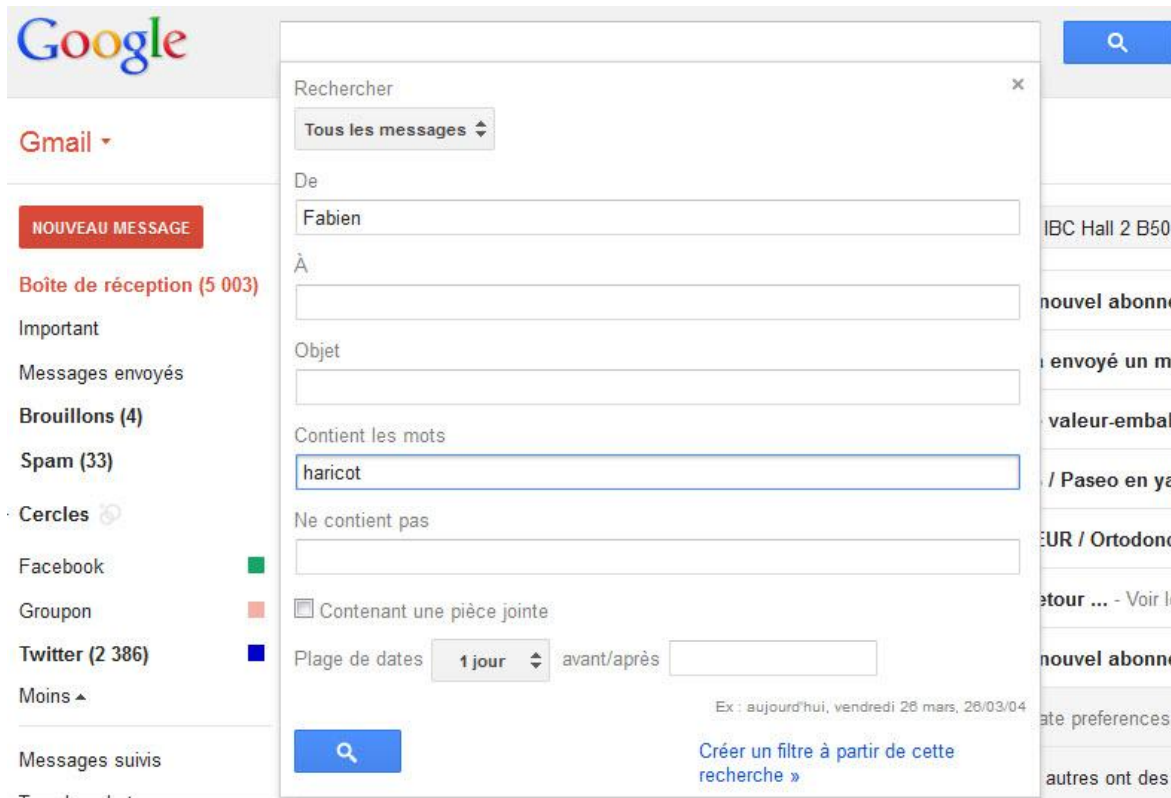 Google
Gmail
NOUVEAU MESSAGE
Boîte de réception (5 003)
Important
Messages envoyés
Brouillons (4)
Spam (33)
Cercles
Facebook
Groupon
Twitter (2 386)
Moins
Messages suivis
Rechercher
×
Tous les messages
De
Fabien
À
Objet
Contient les mots
haricot
Ne contient pas
Contenant une pièce jointe
Plage de dates 1 jour avant/après
Ex : aujourd'hui, vendredi 26 mars, 26/03/04
Créer un filtre à partir de cette
recherche »
IBC Hall 2 B50
nouvel abonn
envoyé un m
valeur-embal
/ Paseo en ya
EUR / Ortodon
etour ... - Voir l
nouvel abonn
ate preferences
autres ont des